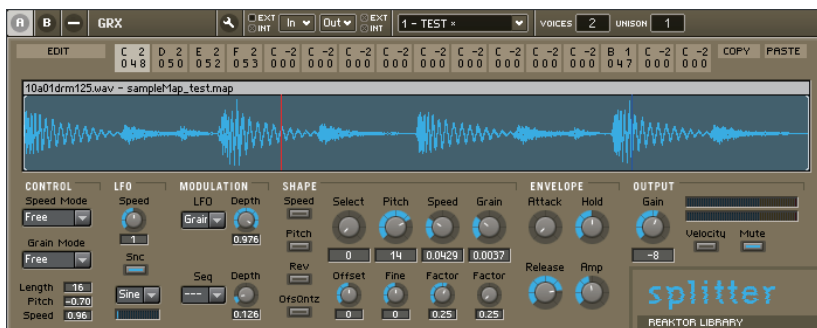 A B GRX EXT INT In Out EXT INT 1 - TEST × VOICES 2 UNISON 1
EDIT C 2 D 2 E 2 F 2 C -2 C -2 C -2 C -2 C -2 C -2 C -2 C -2 C -2 B 1 C -2 C -2 COPY PASTE
048 050 052 053 000 000 000 000 000 000 000 000 000 047 000 000
10a01drm125.wav - sampleMap_test.map
CONTROL LFO MODULATION SHAPE ENVELOPE OUTPUT
Speed Mode Speed LFO Depth Speed Select Pitch Speed Grain Attack Hold Gain
Free Grain
Pitch Velocity Mute
Grain Mode 1 0.976 0 14 0.0429 0.0037 -8
Free Snc Rev Offset Fine Factor Factor Release Amp
Seq Depth
Length 16 Sine --- OfsQntz splitter
Pitch -0.70
Speed 0.96 0.126 0 0 0.25 0.25
REAKTOR LIBRARY